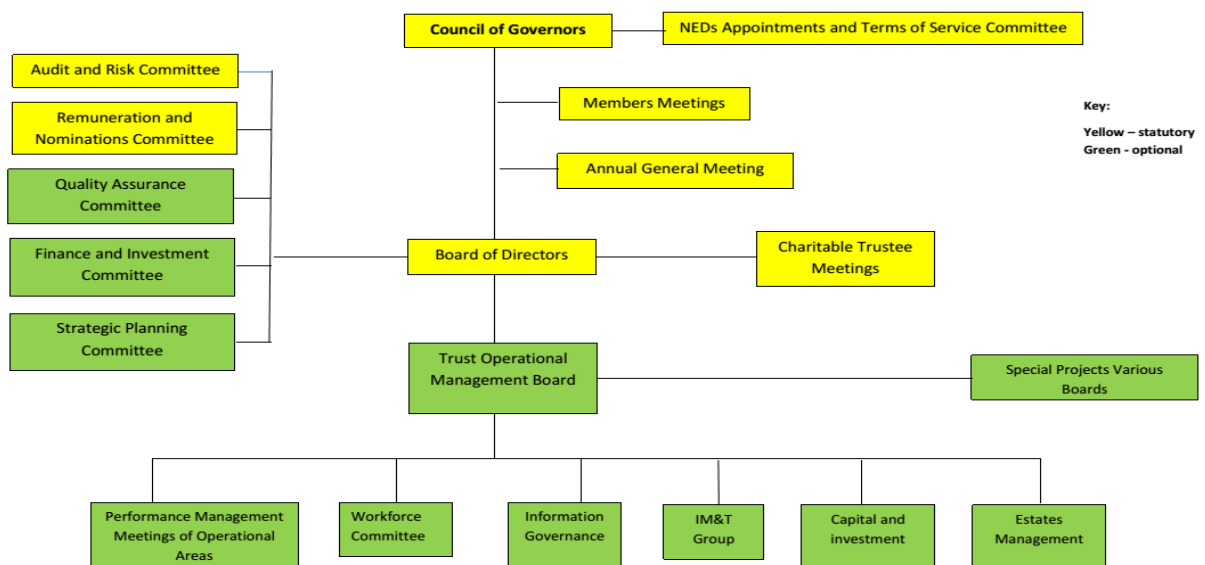 Council of Governors
NEDs Appointments and Terms of Service Committee
Audit and Risk Committee
Members Meetings
Remuneration and
Nominations Committee
Key:
Yellow – statutory
Green - optional
Annual General Meeting
Quality Assurance
Committee
Finance and Investment
Committee
Board of Directors
Charitable Trustee
Meetings
Strategic Planning
Committee
Trust Operational
Management Board
Special Projects Various
Boards
Performance Management
Meetings of Operational
Areas
Workforce
Committee
Information
Governance
IM&T
Group
Capital and
investment
Estates
Management